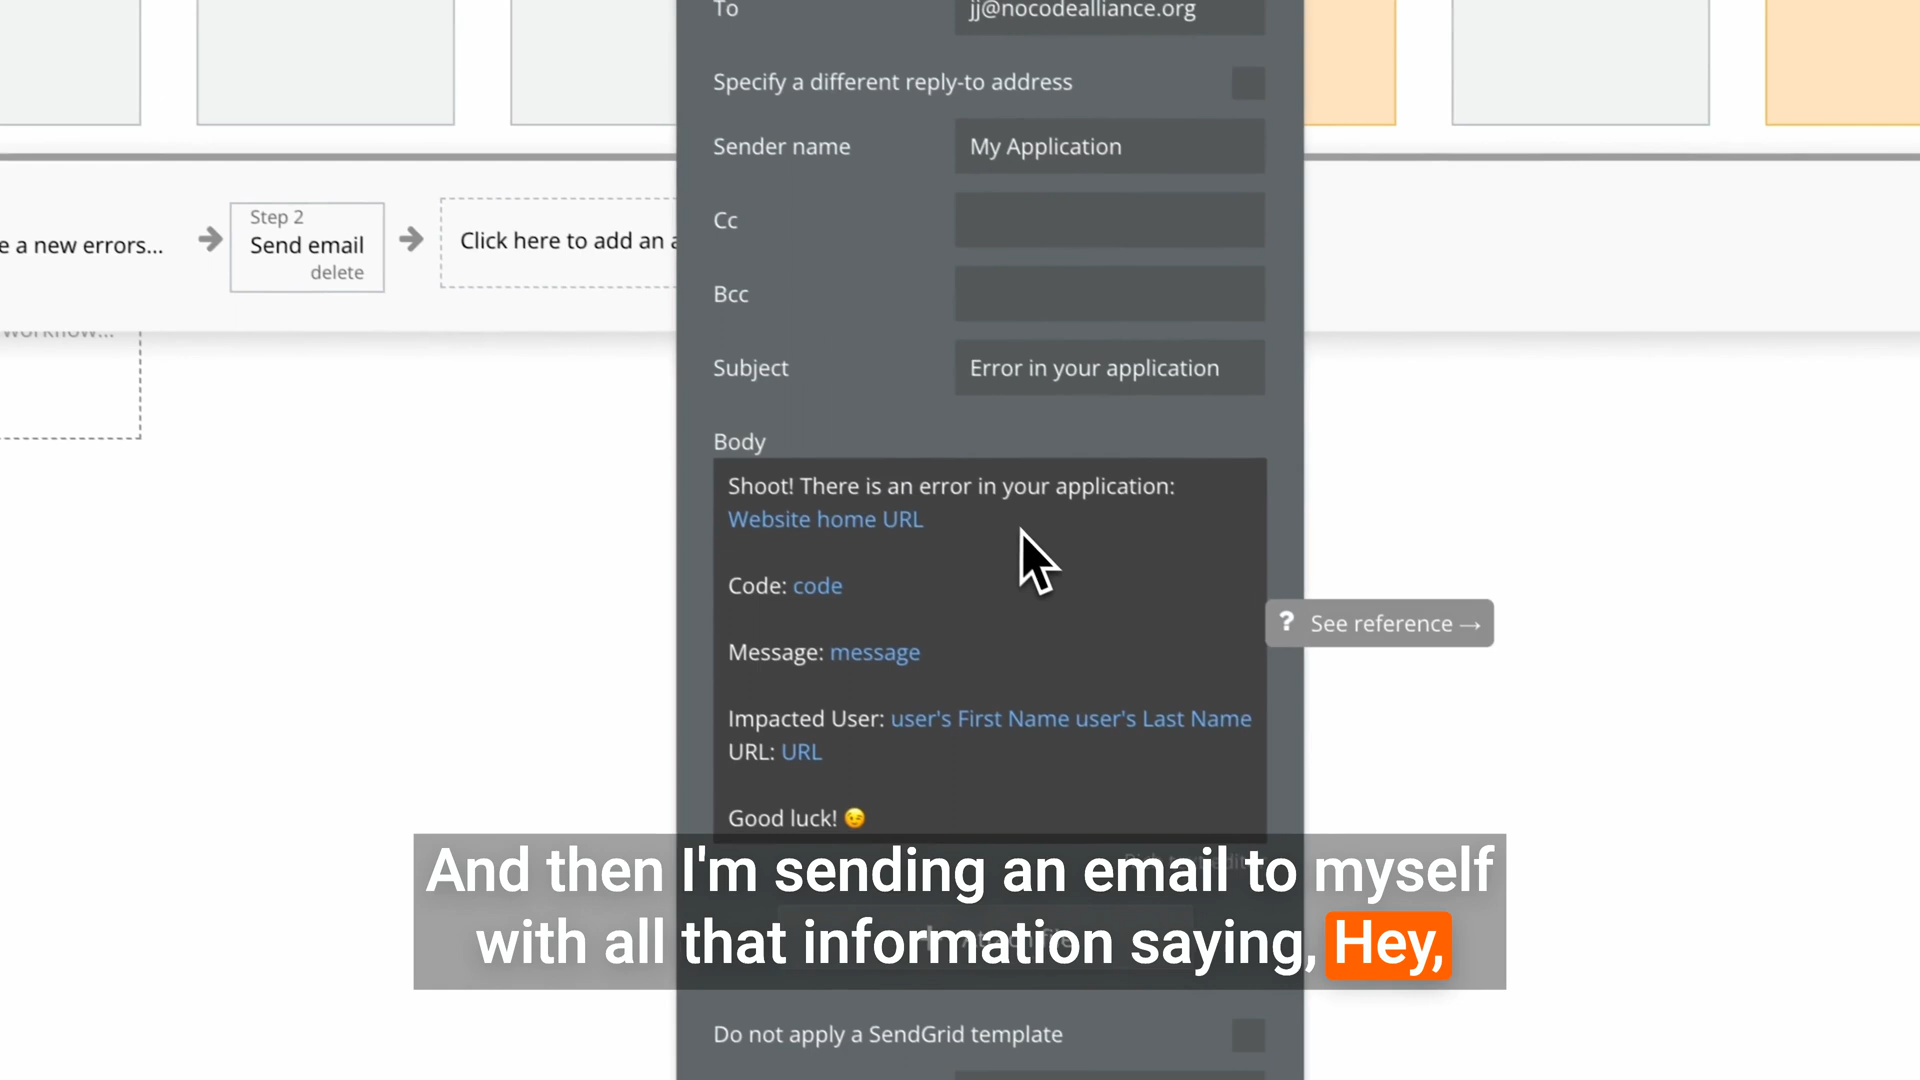 To
jj@nocodealliance.org
Specify a different reply-to address
Sender name
My Application
Cc
Bcc
Step 2
Send email
delete
e a new errors...
Click here to add an a
workflow...
Subject
Error in your application
Body
Shoot! There is an error in your application:
Website home URL
Code: code
Message: message
Impacted User: user's First Name user's Last Name
URL: URL
Good luck! 😉
? See reference →
And then I'm sending an email to myself
with all that information saying, Hey,
Do not apply a SendGrid template